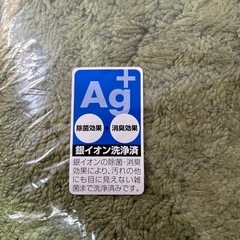 Ag+
除菌効果 消臭効果
銀イオン洗浄済
銀イオンの除菌・消臭
効果により、汚れの他
にも目に見えない雑
菌まで洗浄済みです。